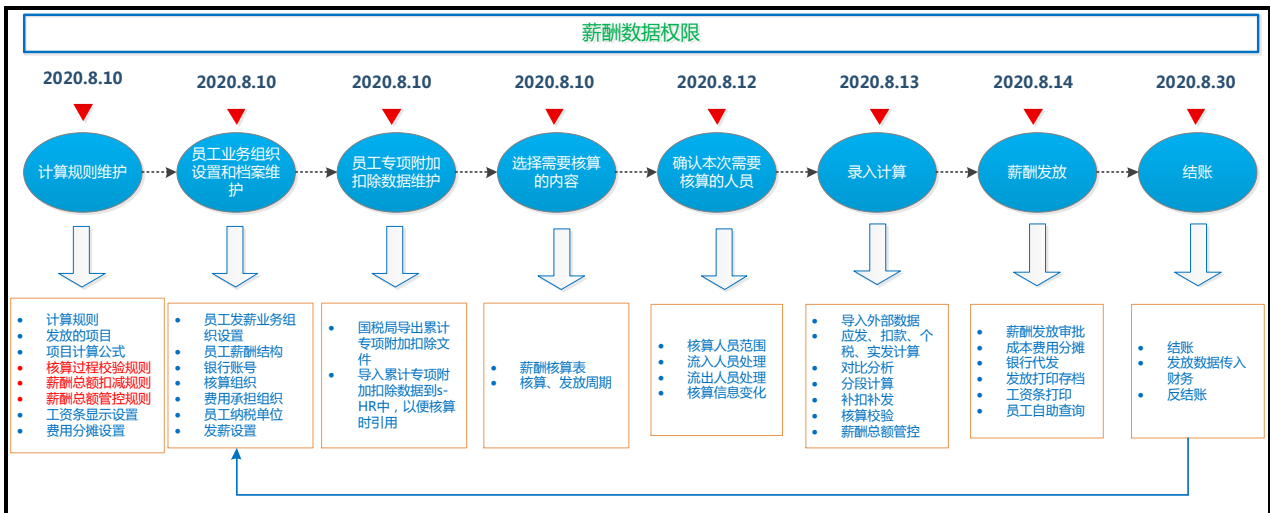 薪酬数据权限
2020.8.10
2020.8.10
2020.8.10
2020.8.10
2020.8.12
2020.8.13
2020.8.14
2020.8.30
计算规则维护
员工业务组织
设置和档案维
护
员工专项附加
扣除数据维护
选择需要核算
的内容
确认本次需要
核算的人员
录入计算
薪酬发放
结账
• 计算规则
• 发放的项目
• 项目计算公式
• 核算过程校验规则
• 薪酬总额扣减规则
• 薪酬总额管控规则
• 工资条显示设置
• 费用分摊设置
• 员工发薪业务组
织设置
• 员工薪酬结构
• 银行账号
• 核算组织
• 费用承担组织
• 员工纳税单位
• 发薪设置
• 国税局导出累计
专项附加扣除文
件
• 导入累计专项附
加扣除数据到s-
HR中，以便核算
时引用
• 薪酬核算表
• 核算、发放周期
• 核算人员范围
• 流入人员处理
• 流出人员处理
• 核算信息变化
• 导入外部数据
• 应发、扣款、个
税、实发计算
• 对比分析
• 分段计算
• 补扣补发
• 核算校验
• 薪酬总额管控
• 薪酬发放审批
• 成本费用分摊
• 银行代发
• 发放打印存档
• 工资条打印
• 员工自助查询
• 结账
• 发放数据传入
财务
• 反结账